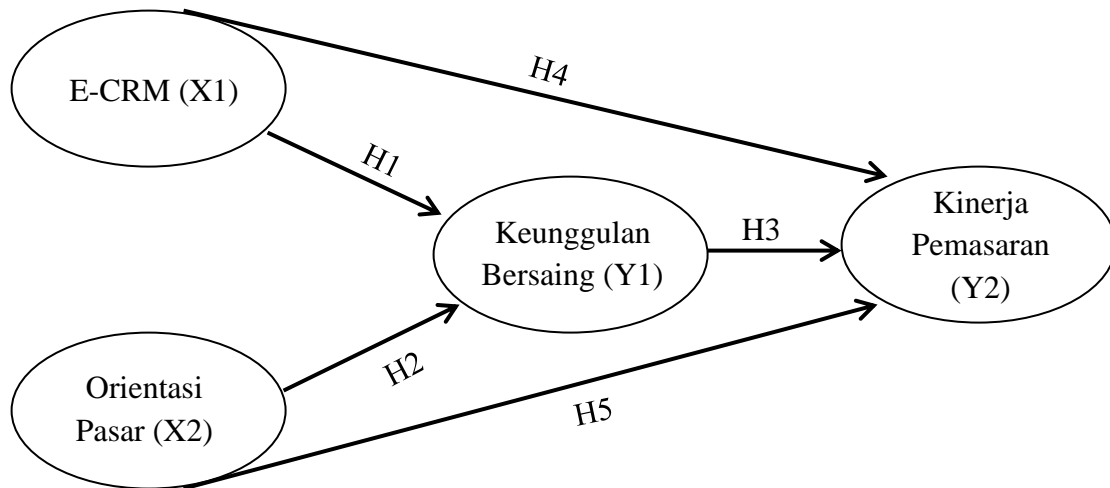 E-CRM (X1)
H4
H1
Keunggulan
Bersaing (Y1)
H3
Kinerja
Pemasaran
(Y2)
H2
Orientasi
Pasar (X2)
H5